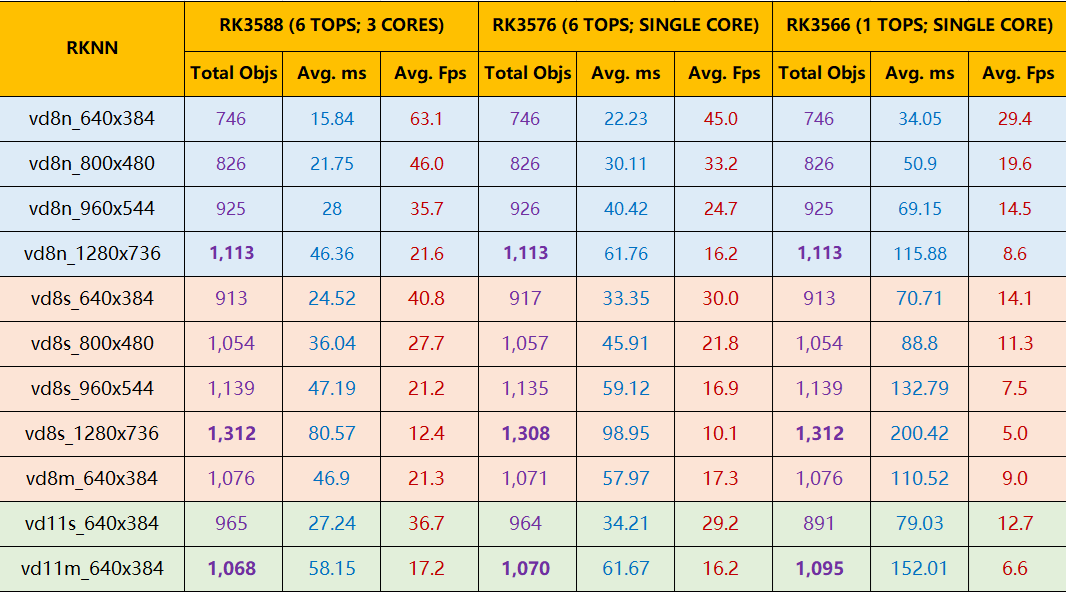 RKNN RK3588 (6 TOPS; 3 CORES) RK3576 (6 TOPS; SINGLE CORE) RK3566 (1 TOPS; SINGLE CORE)
Total Objs Avg. ms Avg. Fps Total Objs Avg. ms Avg. Fps Total Objs Avg. ms Avg. Fps
vd8n_640x384 746 15.84 63.1 746 22.23 45.0 746 34.05 29.4
vd8n_800x480 826 21.75 46.0 826 30.11 33.2 826 50.9 19.6
vd8n_960x544 925 28 35.7 926 40.42 24.7 925 69.15 14.5
vd8n_1280x736 1,113 46.36 21.6 1,113 61.76 16.2 1,113 115.88 8.6
vd8s_640x384 913 24.52 40.8 917 33.35 30.0 913 70.71 14.1
vd8s_800x480 1,054 36.04 27.7 1,057 45.91 21.8 1,054 88.8 11.3
vd8s_960x544 1,139 47.19 21.2 1,135 59.12 16.9 1,139 132.79 7.5
vd8s_1280x736 1,312 80.57 12.4 1,308 98.95 10.1 1,312 200.42 5.0
vd8m_640x384 1,076 46.9 21.3 1,071 57.97 17.3 1,076 110.52 9.0
vd11s_640x384 965 27.24 36.7 964 34.21 29.2 891 79.03 12.7
vd11m_640x384 1,068 58.15 17.2 1,070 61.67 16.2 1,095 152.01 6.6